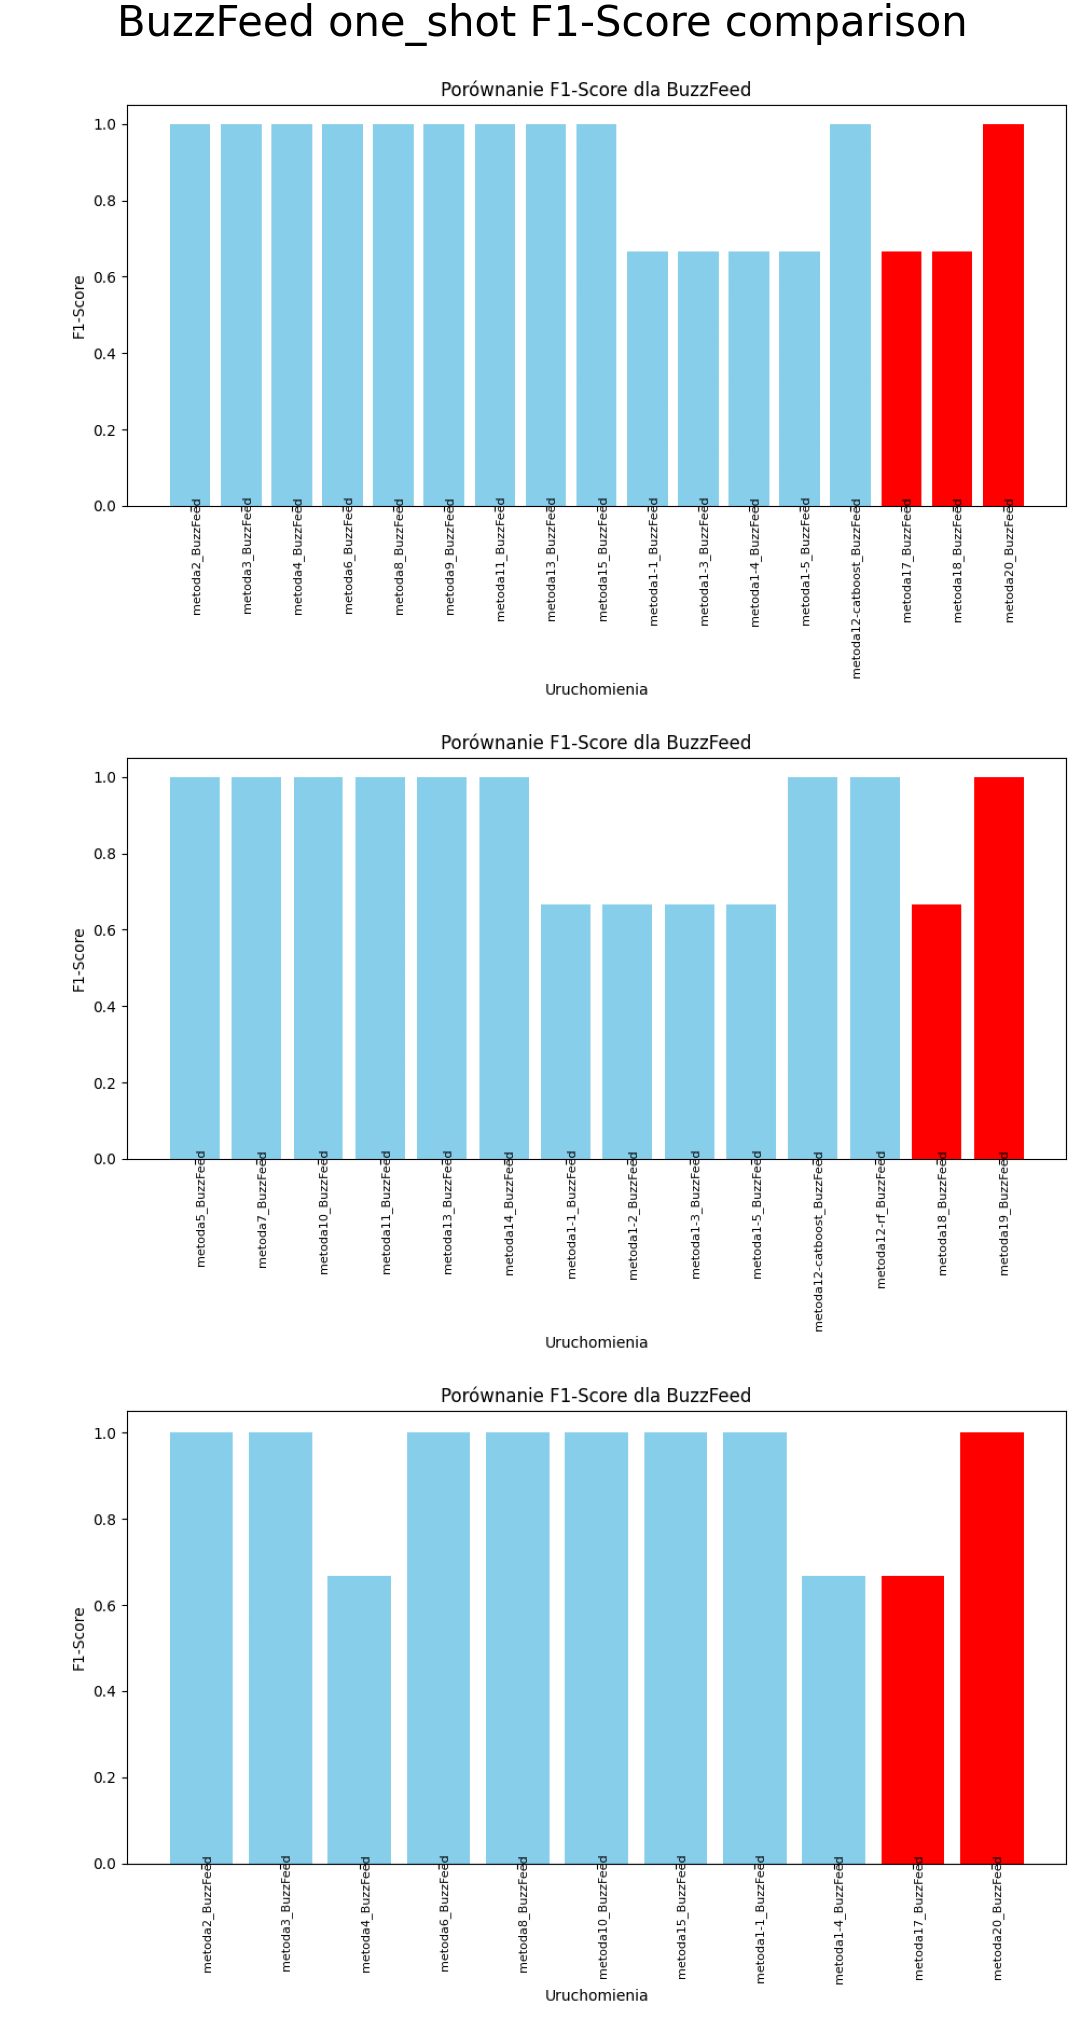 BuzzFeed one_shot F1-Score comparison
Porównanie F1-Score dla BuzzFeed
1.0
0.8
0.6
0.4
0.2
0.0
F1-Score
metoda2_BuzzFeed
metoda3_BuzzFeed
metoda4_BuzzFeed
metoda6_BuzzFeed
metoda8_BuzzFeed
metoda9_BuzzFeed
metoda11_BuzzFeed
metoda13_BuzzFeed
metoda15_BuzzFeed
metoda1-1_BuzzFeed
metoda1-3_BuzzFeed
metoda1-4_BuzzFeed
metoda1-5_BuzzFeed
metoda12-catboost_BuzzFeed
metoda17_BuzzFeed
metoda18_BuzzFeed
metoda20_BuzzFeed
Uruchomienia
Porównanie F1-Score dla BuzzFeed
1.0
0.8
0.6
0.4
0.2
0.0
F1-Score
metoda5_BuzzFeed
metoda7_BuzzFeed
metoda10_BuzzFeed
metoda11_BuzzFeed
metoda13_BuzzFeed
metoda14_BuzzFeed
metoda1-1_BuzzFeed
metoda1-2_BuzzFeed
metoda1-3_BuzzFeed
metoda1-5_BuzzFeed
metoda12-catboost_BuzzFeed
metoda12-rf_BuzzFeed
metoda18_BuzzFeed
metoda19_BuzzFeed
Uruchomienia
Porównanie F1-Score dla BuzzFeed
1.0
0.8
0.6
0.4
0.2
0.0
F1-Score
metoda2_BuzzFeed
metoda3_BuzzFeed
metoda4_BuzzFeed
metoda6_BuzzFeed
metoda8_BuzzFeed
metoda10_BuzzFeed
metoda15_BuzzFeed
metoda1-1_BuzzFeed
metoda1-4_BuzzFeed
metoda17_BuzzFeed
metoda20_BuzzFeed
Uruchomienia